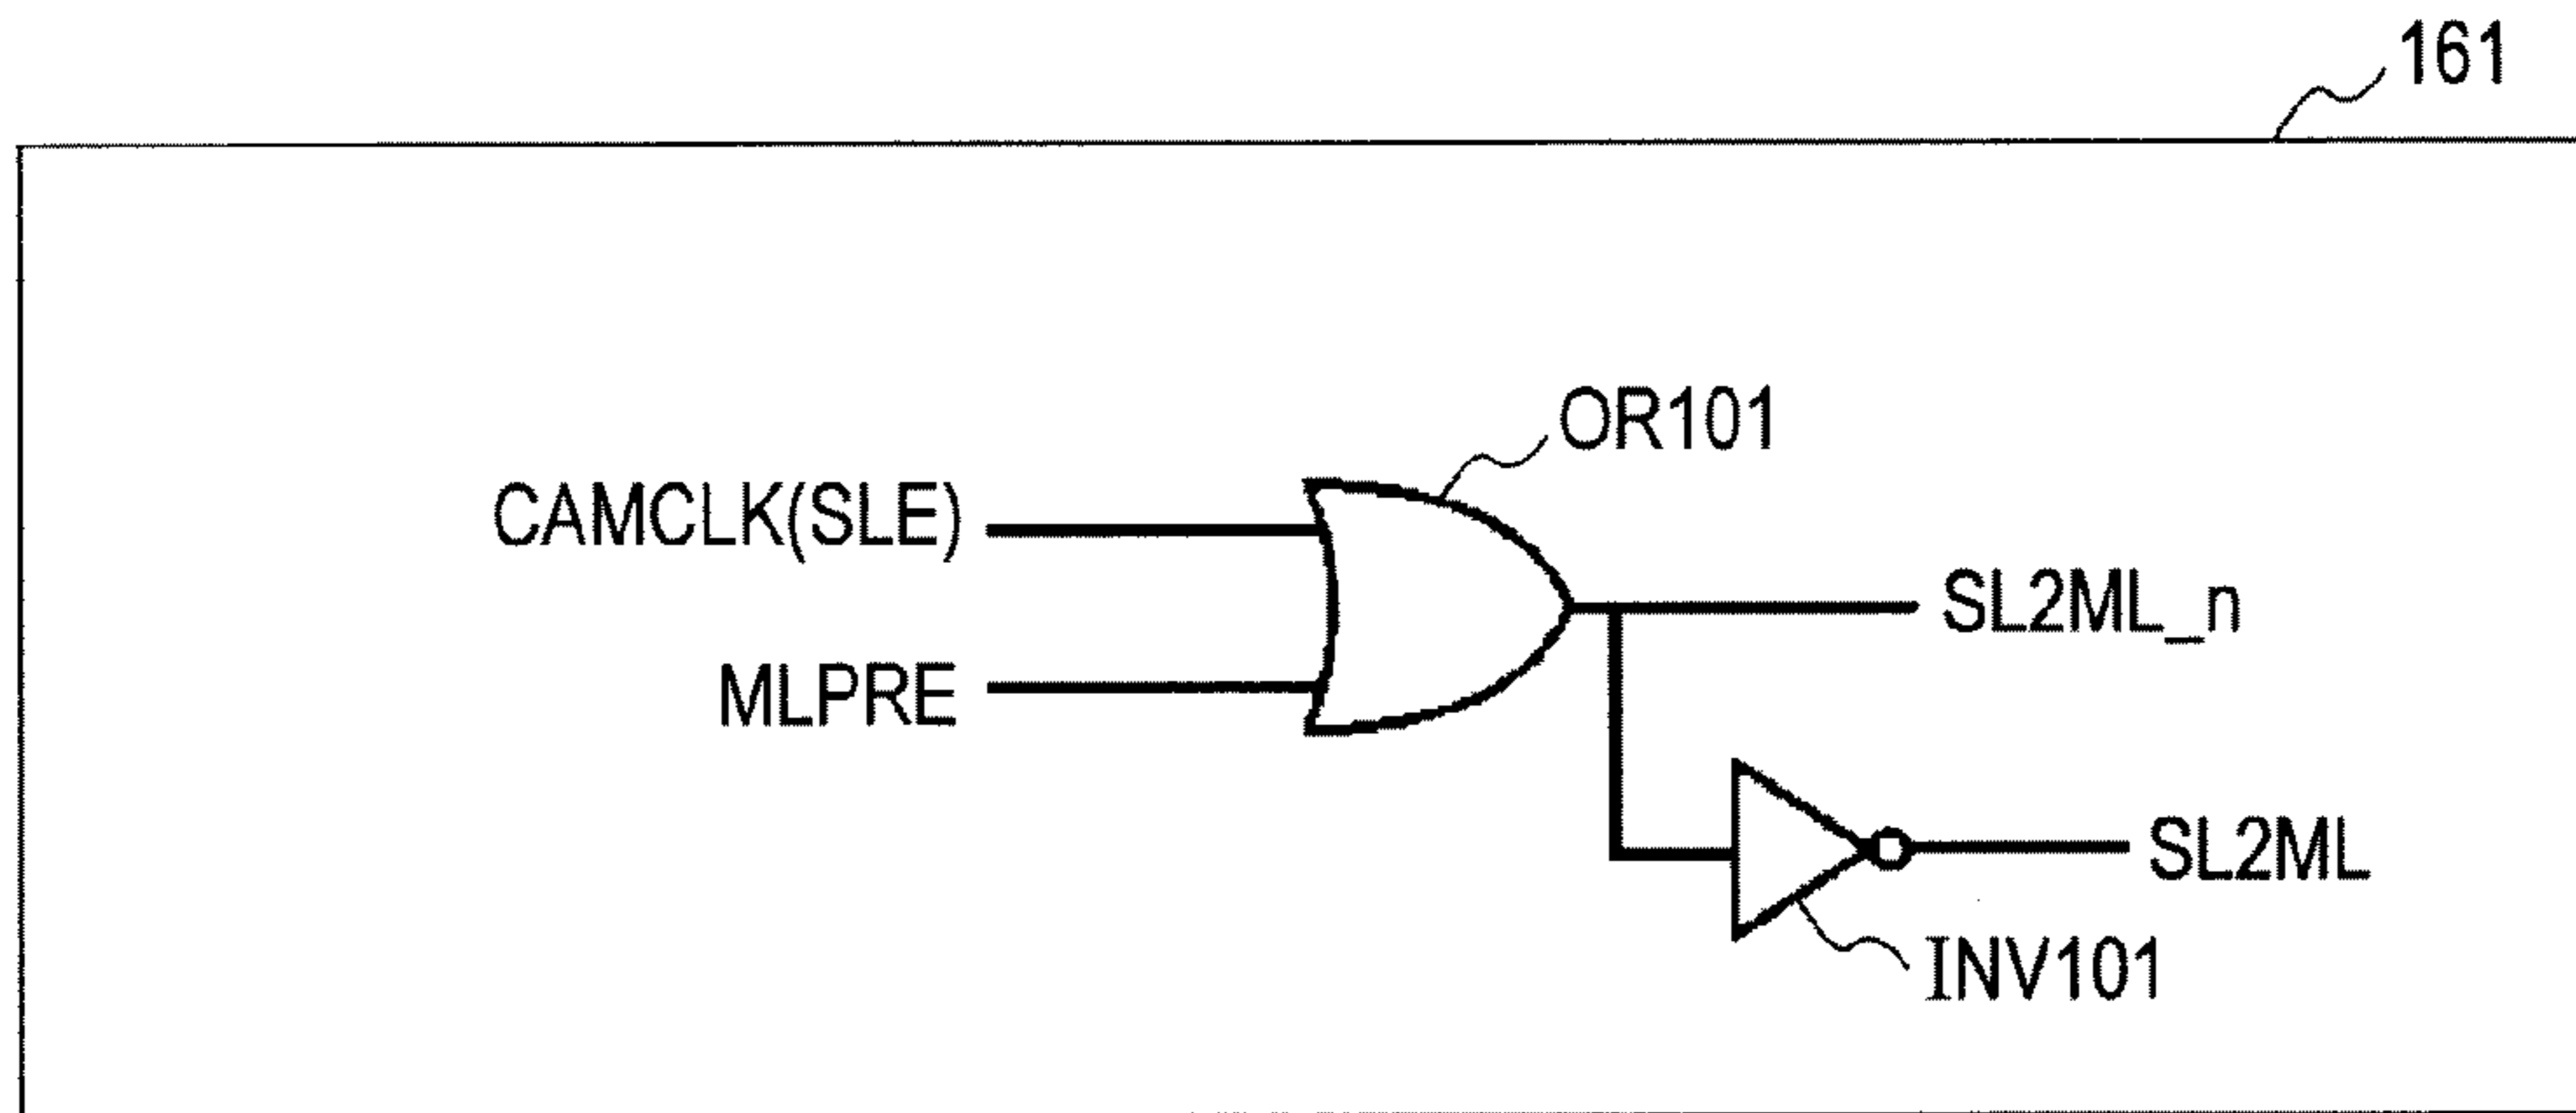 161
OR101
CAMCLK(SLE)
SL2ML_n
MLPRE
SL2ML
INV101